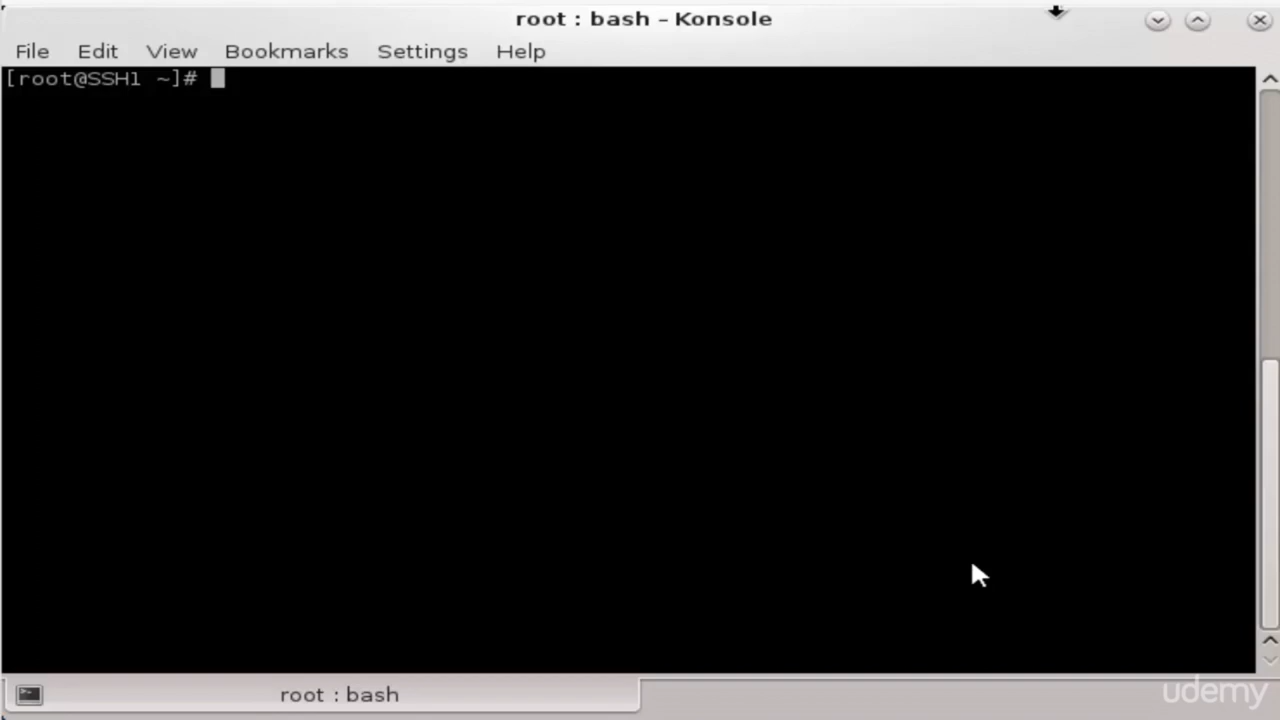 root : bash – Konsole
File Edit View Bookmarks Settings Help
[root@SSH1 ~]#
root : bash
udemy